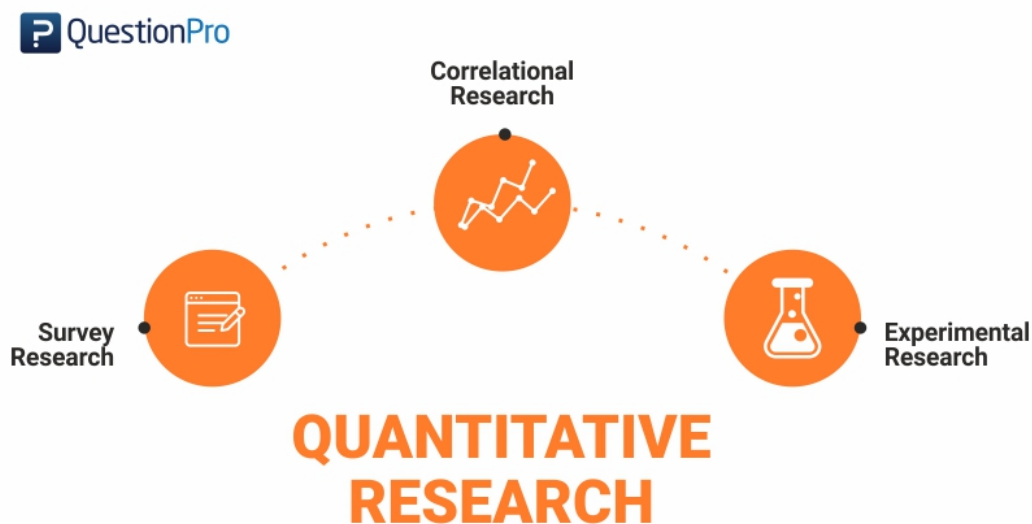 QuestionPro
Correlational
Research
Survey
Research
Experimental
Research
QUANTITATIVE
RESEARCH